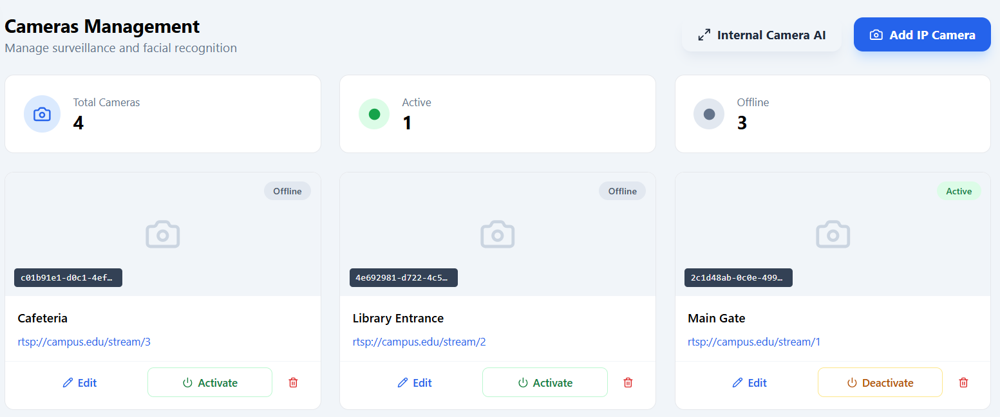 Cameras Management
Manage surveillance and facial recognition
Internal Camera AI
Add IP Camera
Total Cameras
4
Active
1
Offline
3
Offline
c01b91e1-d0c1-4ef…
Cafeteria
rtsp://campus.edu/stream/3
Edit
Activate
Offline
4e692981-d722-4c5…
Library Entrance
rtsp://campus.edu/stream/2
Edit
Activate
Active
2c1d48ab-0c0e-499…
Main Gate
rtsp://campus.edu/stream/1
Edit
Deactivate